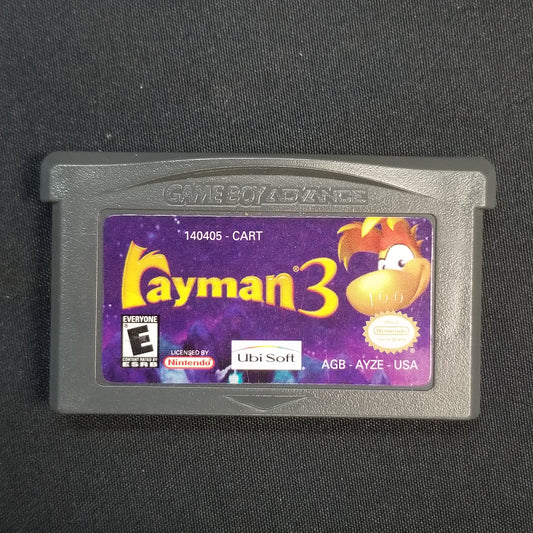 GAME BOY ADVANCE
140405 - CART
Rayman® 3
EVERYONE
E
CONTENT RATED BY
ESRB
LICENSED BY
Nintendo
Ubi Soft
Nintendo
AGB - AYZE - USA